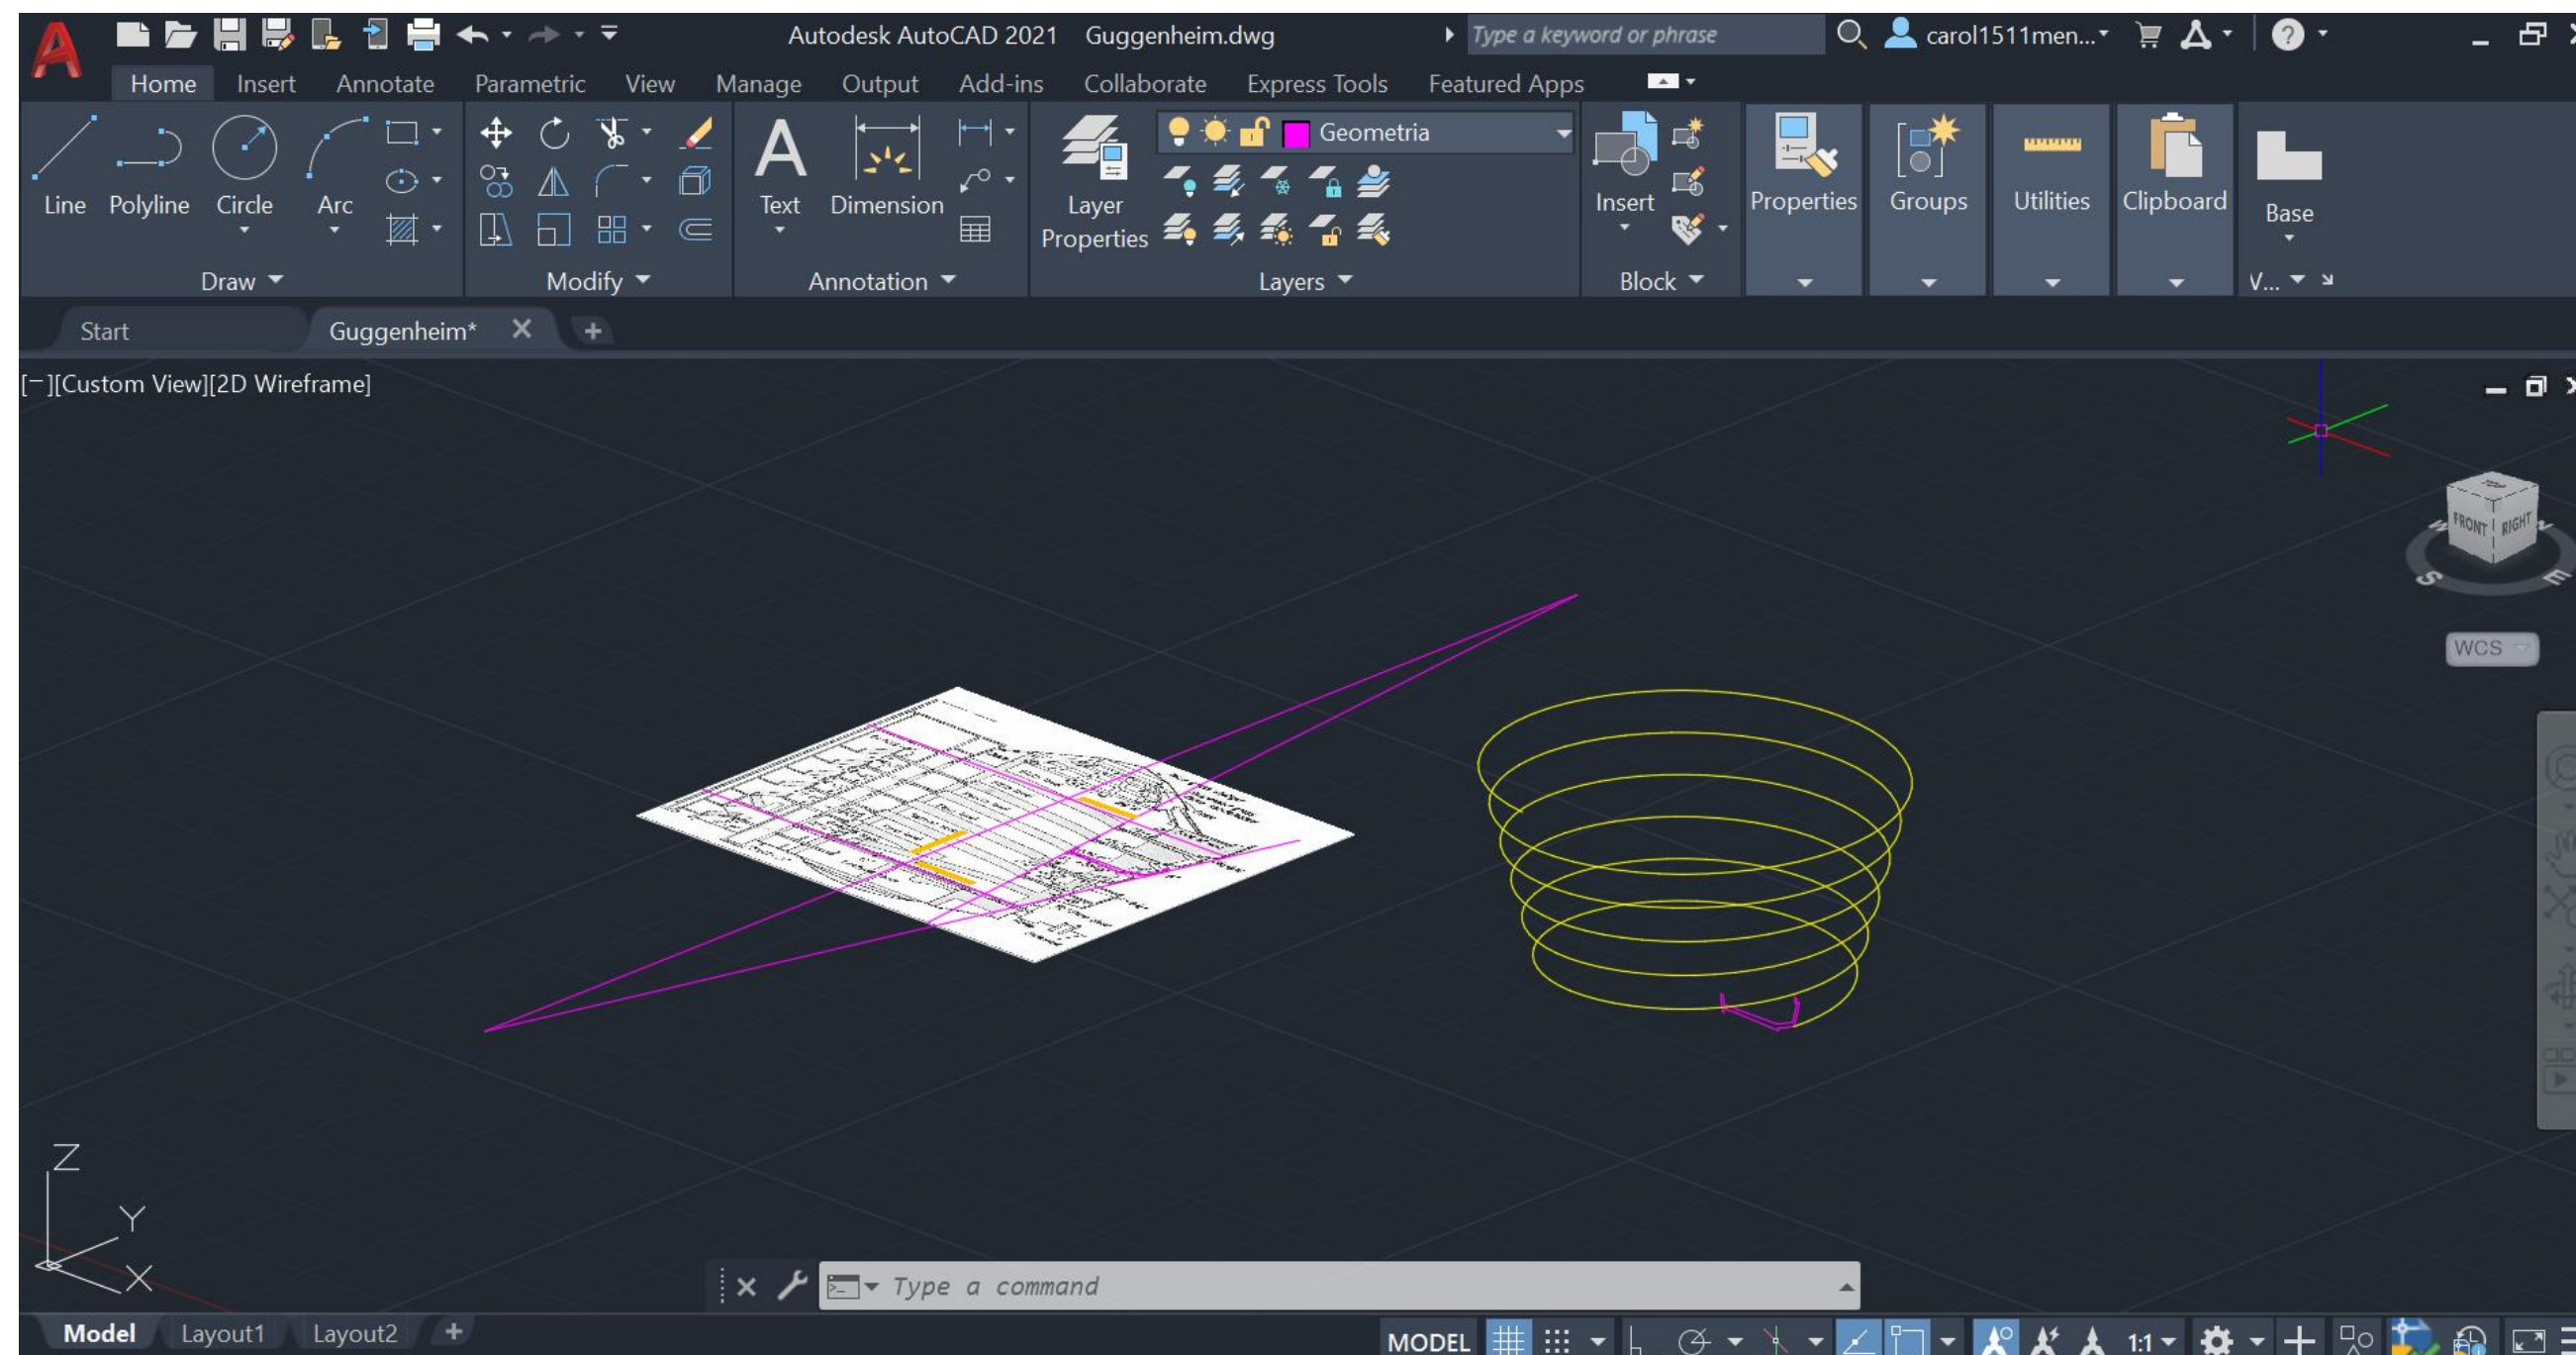 Autodesk AutoCAD 2021 Guggenheim.dwg Type a keyword or phrase carol1511men...
Home Insert Annotate Parametric View Manage Output Add-ins Collaborate Express Tools Featured Apps
Geometria
Line Polyline Circle Arc Text Dimension Layer Properties Insert Properties Groups Utilities Clipboard Base
Draw Modify Annotation Layers Block V...
Start Guggenheim*
[−][Custom View][2D Wireframe]
FRONT RIGHT
S E
WCS
Z
Y
X
Type a command
Model Layout1 Layout2 MODEL 1:1